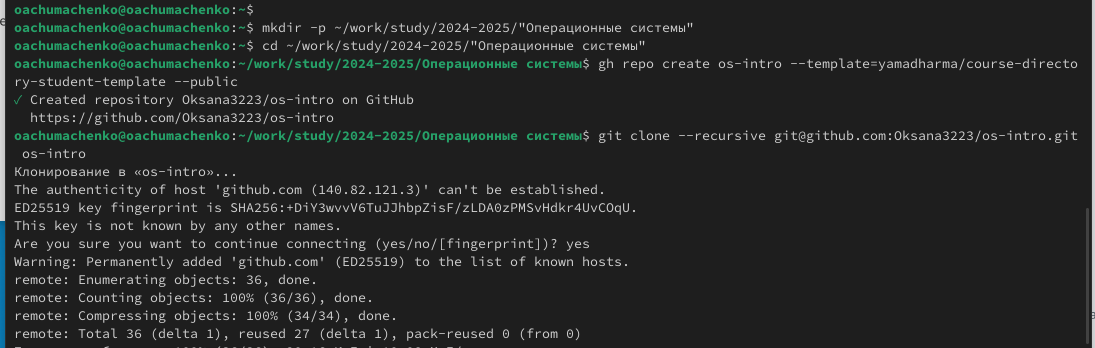 oachumachenko@oachumachenko:~$
oachumachenko@oachumachenko:~$ mkdir -p ~/work/study/2024-2025/"Операционные системы"
oachumachenko@oachumachenko:~$ cd ~/work/study/2024-2025/"Операционные системы"
oachumachenko@oachumachenko:~/work/study/2024-2025/Операционные системы$ gh repo create os-intro --template=yamadharma/course-directo
ry-student-template --public
✓ Created repository Oksana3223/os-intro on GitHub
  https://github.com/Oksana3223/os-intro
oachumachenko@oachumachenko:~/work/study/2024-2025/Операционные системы$ git clone --recursive git@github.com:Oksana3223/os-intro.git
 os-intro
Клонирование в «os-intro»...
The authenticity of host 'github.com (140.82.121.3)' can't be established.
ED25519 key fingerprint is SHA256:+DiY3wvvV6TuJJhbpZisF/zLDA0zPMSvHdkr4UvCOqU.
This key is not known by any other names.
Are you sure you want to continue connecting (yes/no/[fingerprint])? yes
Warning: Permanently added 'github.com' (ED25519) to the list of known hosts.
remote: Enumerating objects: 36, done.
remote: Counting objects: 100% (36/36), done.
remote: Compressing objects: 100% (34/34), done.
remote: Total 36 (delta 1), reused 27 (delta 1), pack-reused 0 (from 0)